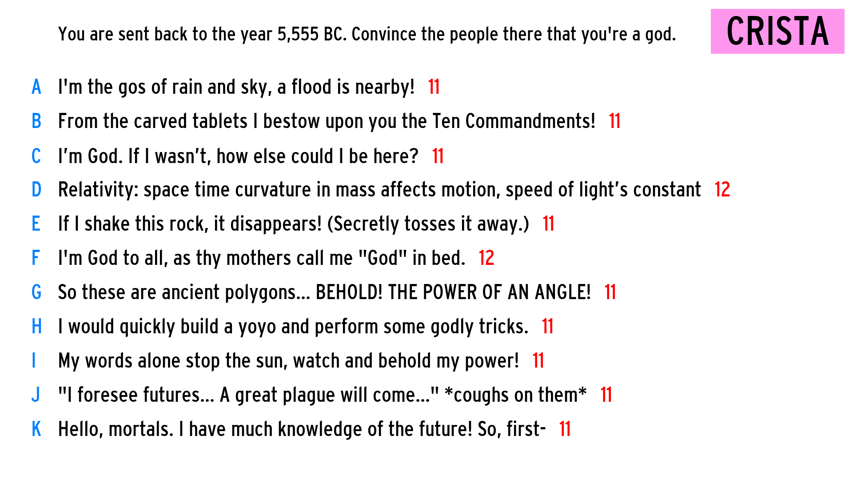 You are sent back to the year 5,555 BC. Convince the people there that you're a god.
CRISTA
A I'm the gos of rain and sky, a flood is nearby! 11
B From the carved tablets I bestow upon you the Ten Commandments! 11
C I’m God. If I wasn’t, how else could I be here? 11
D Relativity: space time curvature in mass affects motion, speed of light’s constant 12
E If I shake this rock, it disappears! (Secretly tosses it away.) 11
F I'm God to all, as thy mothers call me "God" in bed. 12
G So these are ancient polygons... BEHOLD! THE POWER OF AN ANGLE! 11
H I would quickly build a yoyo and perform some godly tricks. 11
I My words alone stop the sun, watch and behold my power! 11
J "I foresee futures... A great plague will come..." *coughs on them* 11
K Hello, mortals. I have much knowledge of the future! So, first- 11